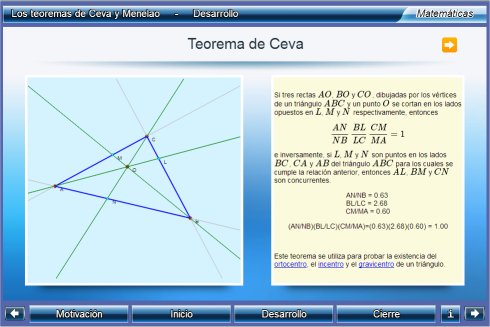 Los teoremas de Ceva y Menelao - Desarrollo
Matemáticas
Teorema de Ceva
C
M
L
O
A
N
B
Si tres rectas AO, BO y CO, dibujadas por los vértices
de un triángulo ABC y un punto O se cortan en los lados
opuestos en L, M y N respectivamente, entonces
AN/NB BL/LC CM/MA = 1
e inversamente, si L, M y N son puntos en los lados
BC, CA y AB del triángulo ABC para los cuales se
cumple la relación anterior, entonces AL, BM y CN
son concurrentes.
AN/NB = 0.63
BL/LC = 2.68
CM/MA = 0.60
(AN/NB)(BL/LC)(CM/MA)=(0.63)(2.68)(0.60) = 1.00
Este teorema se utiliza para probar la existencia del
ortocentro, el incentro y el gravicentro de un triángulo.
Motivación
Inicio
Desarrollo
Cierre
i